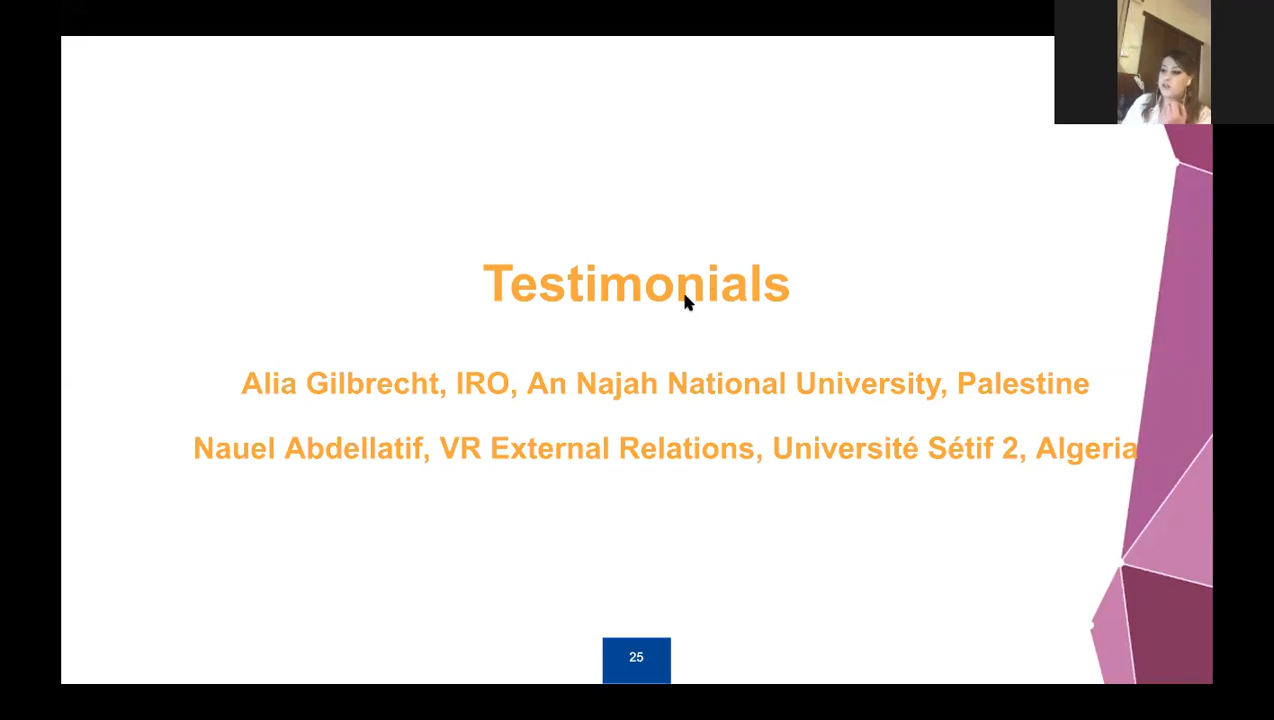 Testimonials
Alia Gilbrecht, IRO, An Najah National University, Palestine
Nauel Abdellatif, VR External Relations, Université Sétif 2, Algeria
25